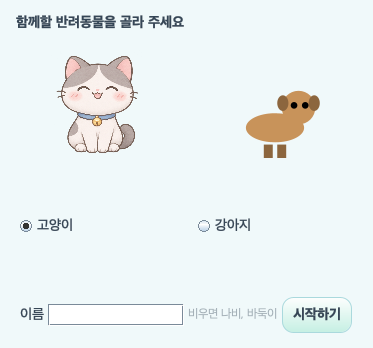 함께할 반려동물을 골라 주세요
고양이
강아지
이름
비우면 나비, 바둑이
시작하기